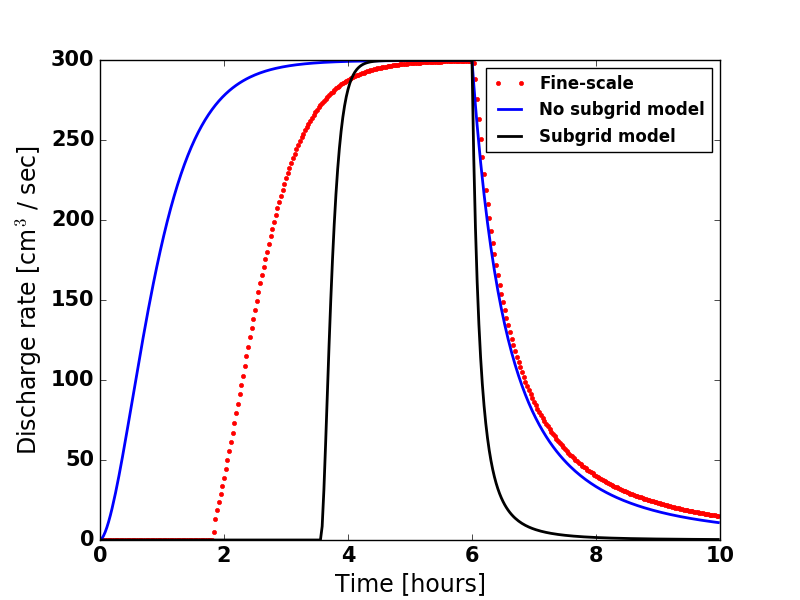 300
250
200
150
100
50
0
0 2 4 6 8 10
Discharge rate [cm³ / sec]
Time [hours]
Fine-scale
No subgrid model
Subgrid model